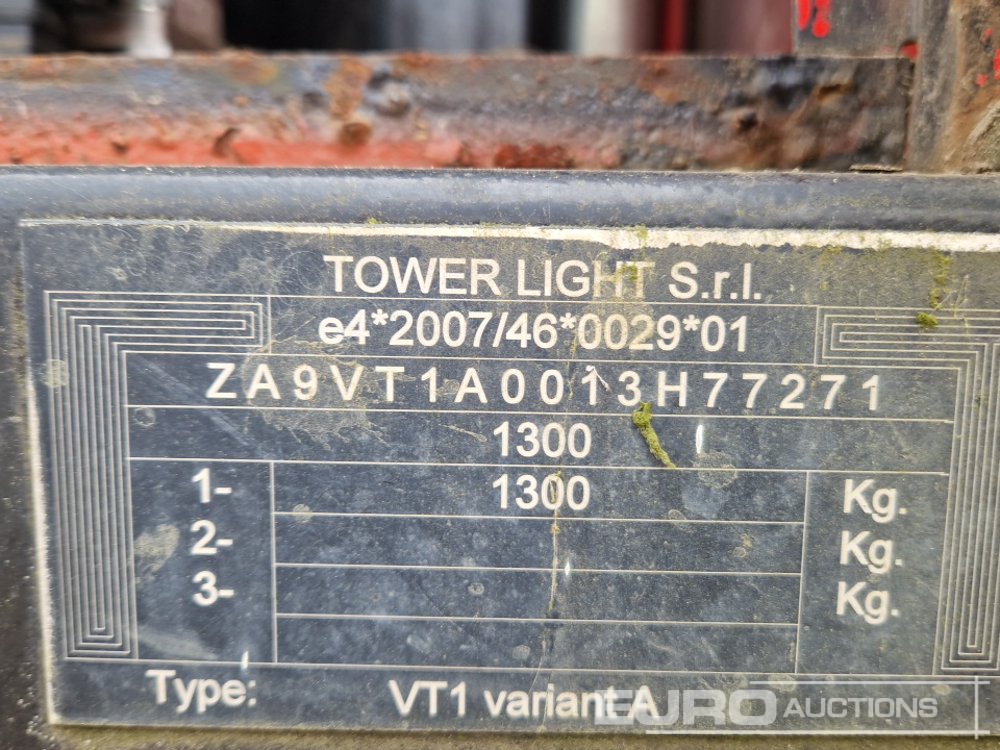 TOWER LIGHT S.r.l.
e4*2007/46*0029*01
ZA9VT1A0013H77271
1300
1- 1300 Kg.
2- Kg.
3- Kg.
Type: VT1 variant A
EURO AUCTIONS